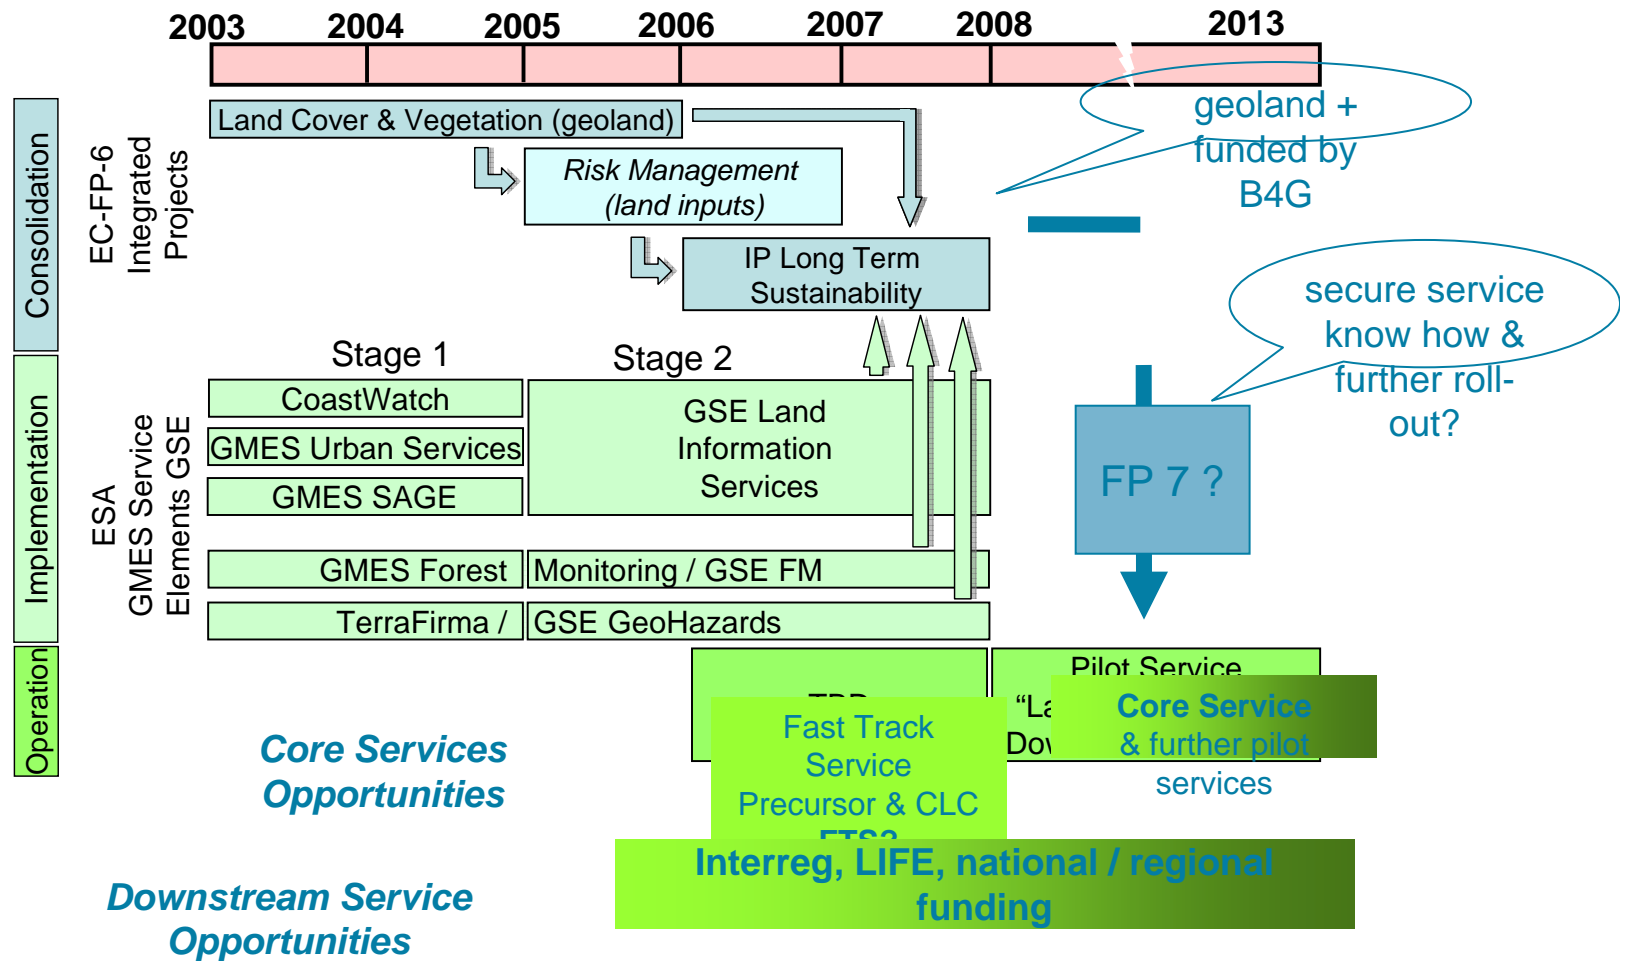 2003 2004 2005 2006 2007 2008 2013
Consolidation
EC-FP-6
Integrated
Projects
Land Cover & Vegetation (geoland)
Risk Management
(land inputs)
IP Long Term
Sustainability
geoland +
funded by
B4G
secure service
know how &
further roll-
out?
FP 7 ?
Implementation
ESA
GMES Service
Elements GSE
Stage 1
Stage 2
CoastWatch
GMES Urban Services
GMES SAGE
GSE Land
Information
Services
GMES Forest Monitoring / GSE FM
TerraFirma / GSE GeoHazards
Operation
Pilot Service
Fast Track
Service
Precursor & CLC
FTS?
Core Service
& further pilot
services
Core Services
Opportunities
Interreg, LIFE, national / regional
funding
Downstream Service
Opportunities